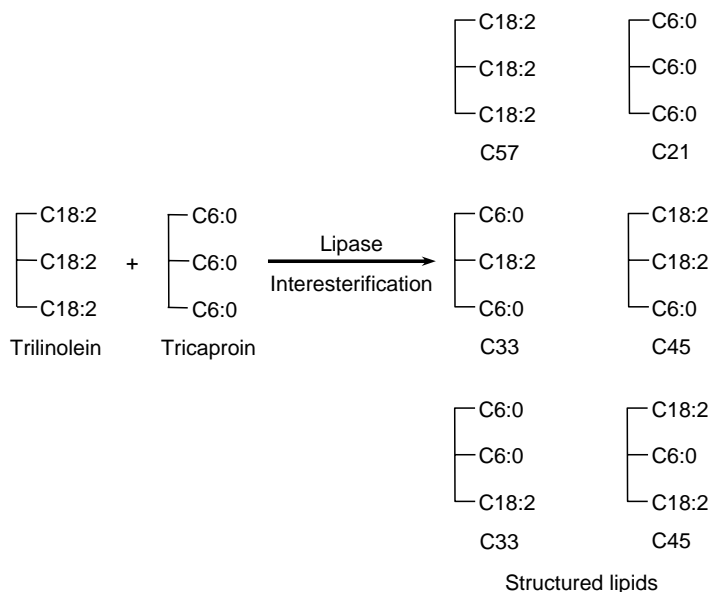 C18:2 C6:0
C18:2 C6:0
C18:2 C6:0
C57 C21
C18:2 C6:0 C6:0 C18:2
Lipase
C18:2 + C6:0 C18:2 C18:2
Interesterification
C18:2 C6:0 C6:0 C6:0
Trilinolein Tricaproin C33 C45
C6:0 C18:2
C6:0 C6:0
C18:2 C18:2
C33 C45
Structured lipids